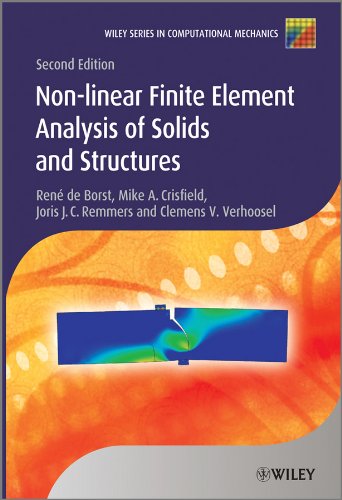 WILEY SERIES IN COMPUTATIONAL MECHANICS
Second Edition
Non-linear Finite Element
Analysis of Solids
and Structures
René de Borst, Mike A. Crisfield,
Joris J. C. Remmers and Clemens V. Verhoosel
WILEY